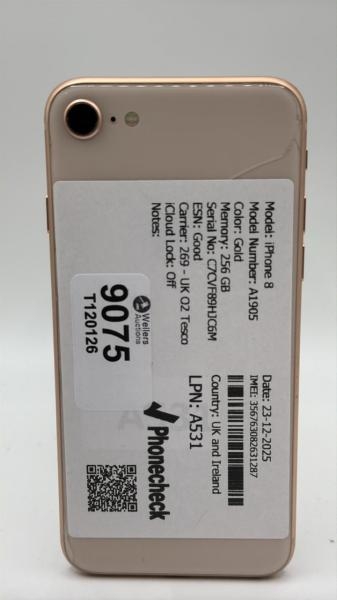 Model: iPhone 8
Model Number: A1905
Color: Gold
Memory: 256 GB
Serial No: C7CVF89HJC6M
ESN: Good
Carrier: 269 - UK O2 Tesco
iCloud Lock: Off
Notes:
Date: 23-12-2025
IMEI: 356763082631287
Country: UK and Ireland
LPN: A531
Phonecheck
Wellers
Auctions
9075
T120126